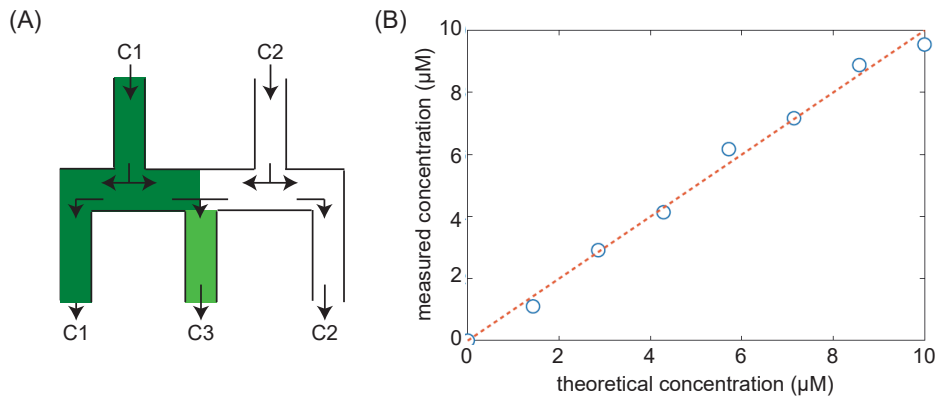 (A)
C1
C2
C1
C3
C2
(B)
measured concentration (µM)
10
8
6
4
2
0
0
2
4
6
8
10
theoretical concentration (µM)